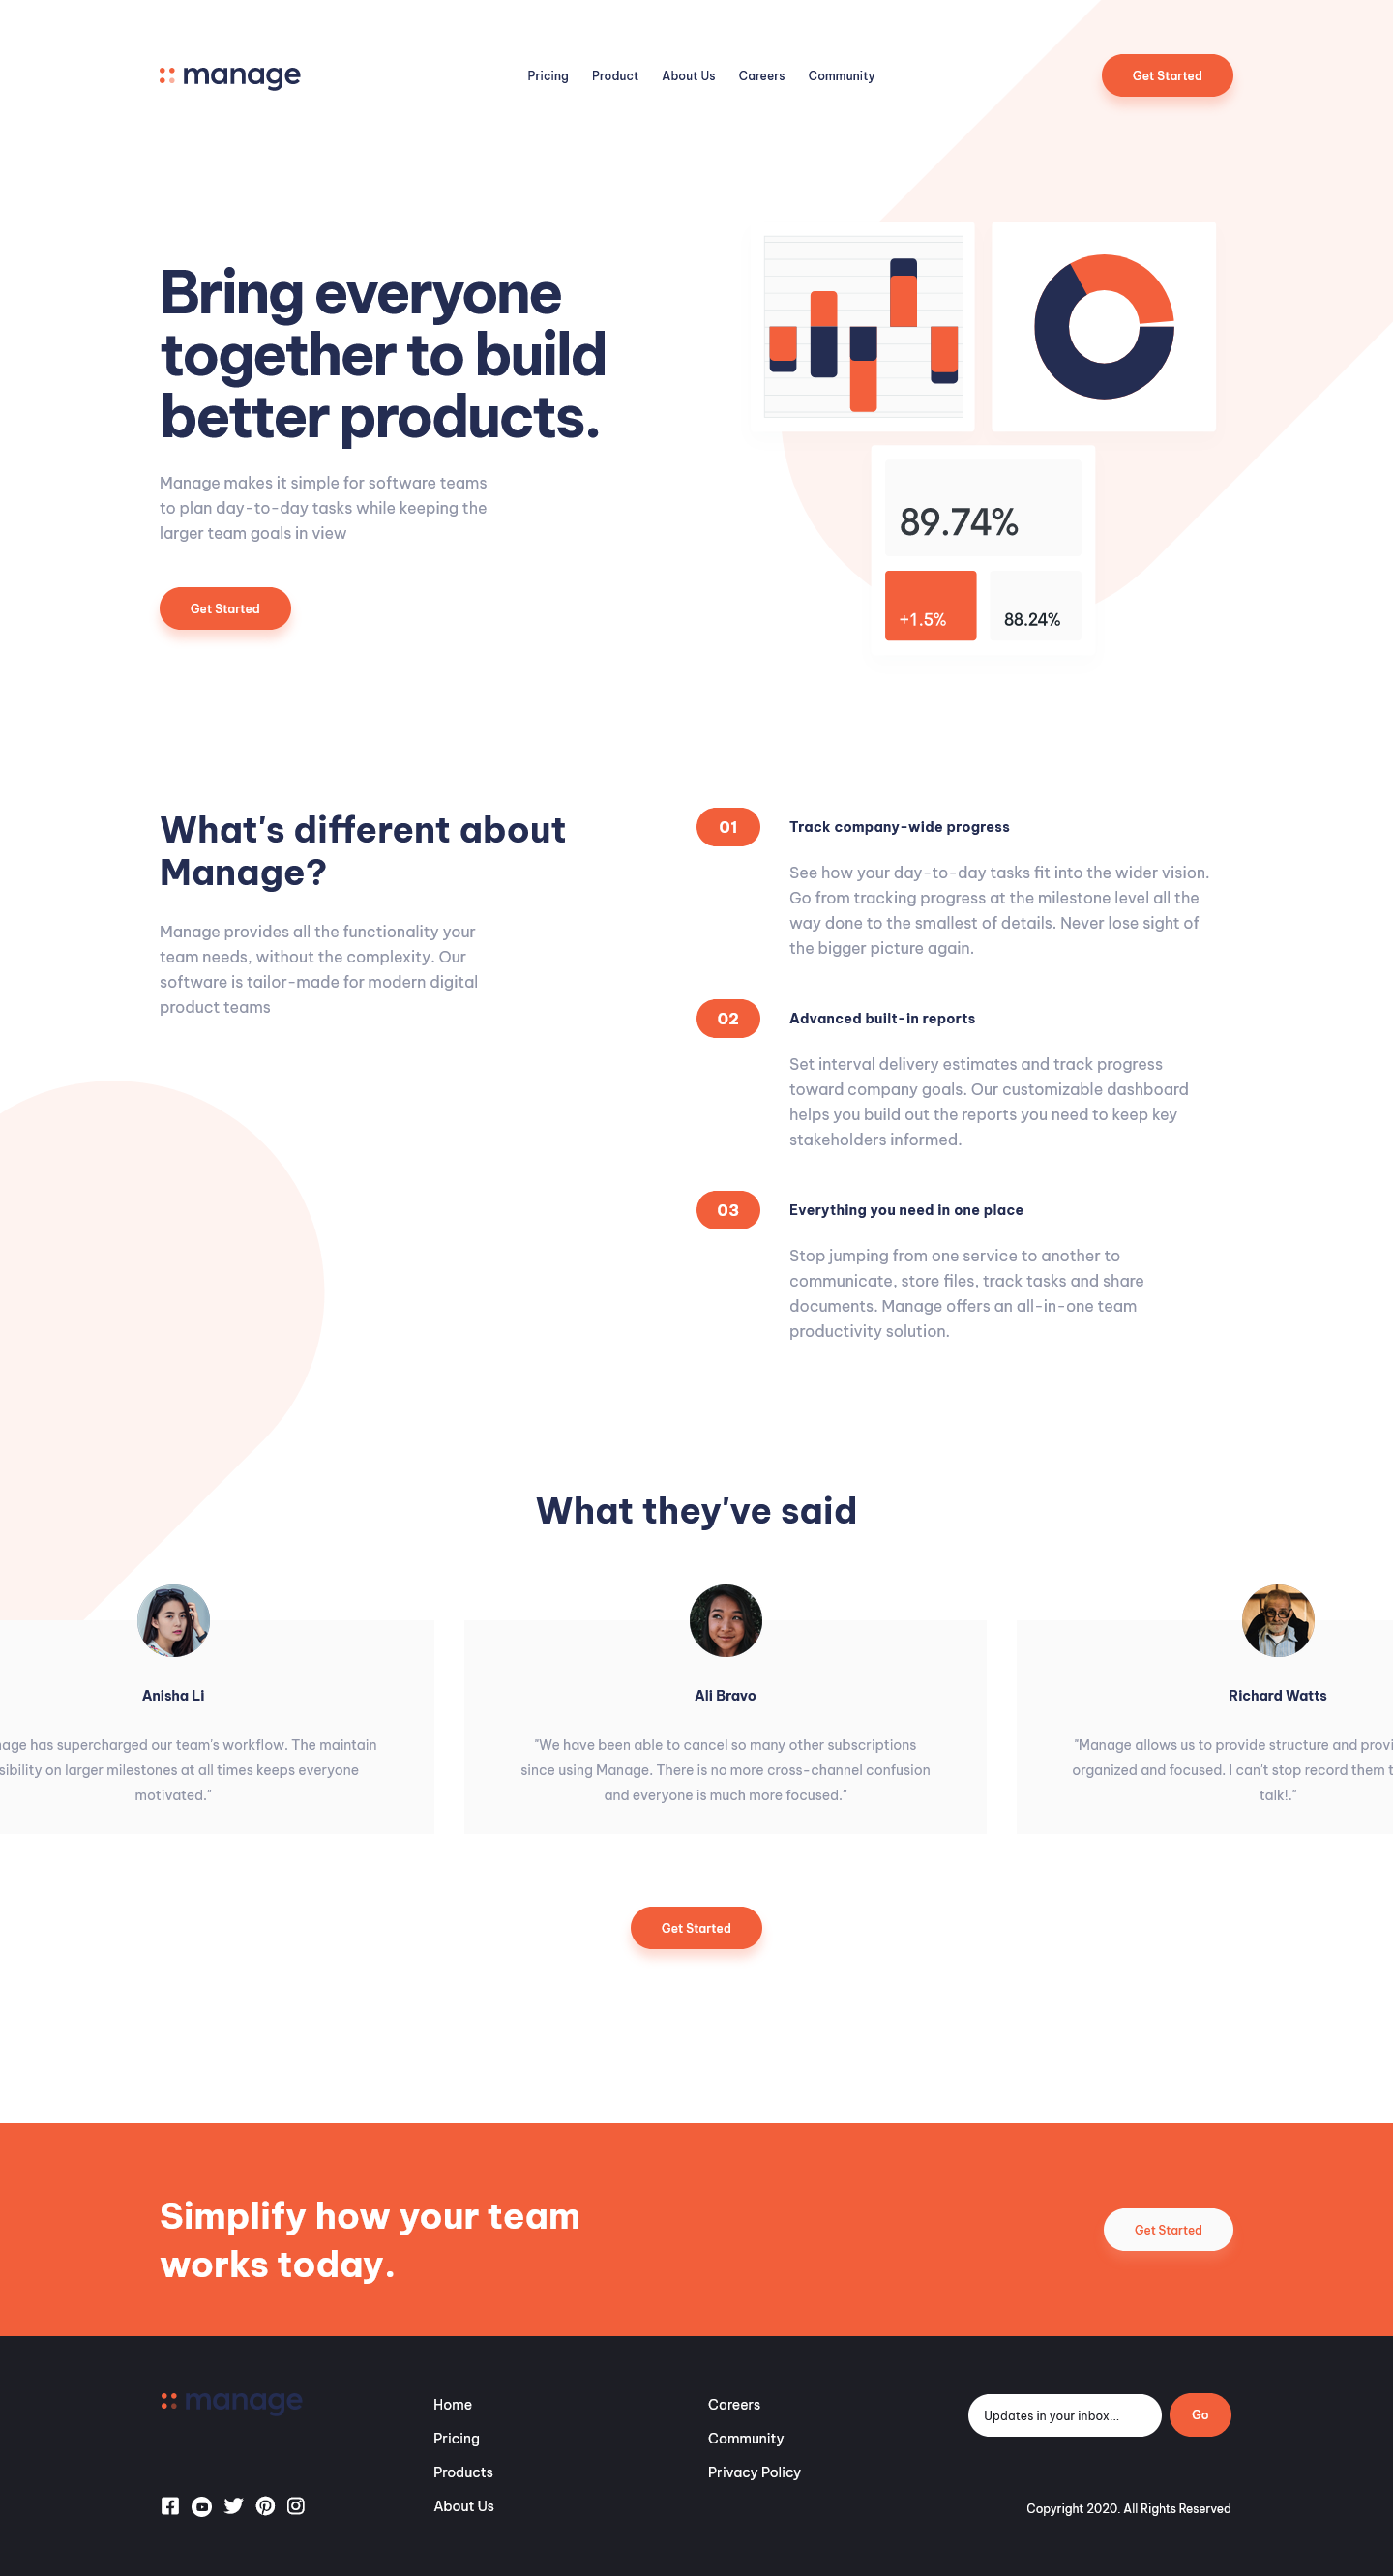 manage
Pricing Product About Us Careers Community
Get Started
Bring everyone
together to build
better products.
Manage makes it simple for software teams
to plan day-to-day tasks while keeping the
larger team goals in view
Get Started
89.74%
+1.5%
88.24%
What's different about
Manage?
Manage provides all the functionality your
team needs, without the complexity. Our
software is tailor-made for modern digital
product teams
01
Track company-wide progress
See how your day-to-day tasks fit into the wider vision.
Go from tracking progress at the milestone level all the
way done to the smallest of details. Never lose sight of
the bigger picture again.
02
Advanced built-in reports
Set interval delivery estimates and track progress
toward company goals. Our customizable dashboard
helps you build out the reports you need to keep key
stakeholders informed.
03
Everything you need in one place
Stop jumping from one service to another to
communicate, store files, track tasks and share
documents. Manage offers an all-in-one team
productivity solution.
What they've said
Anisha Li
has supercharged our team's workflow. The maintain
on larger milestones at all times keeps everyone
motivated."
Ali Bravo
"We have been able to cancel so many other subscriptions
since using Manage. There is no more cross-channel confusion
and everyone is much more focused."
Richard Watts
"Manage allows us to provide structure and
organized and focused. I can't stop record them
talk!."
Get Started
Simplify how your team
works today.
Get Started
manage
Home
Pricing
Products
About Us
Careers
Community
Privacy Policy
Updates in your inbox...
Go
Copyright 2020. All Rights Reserved